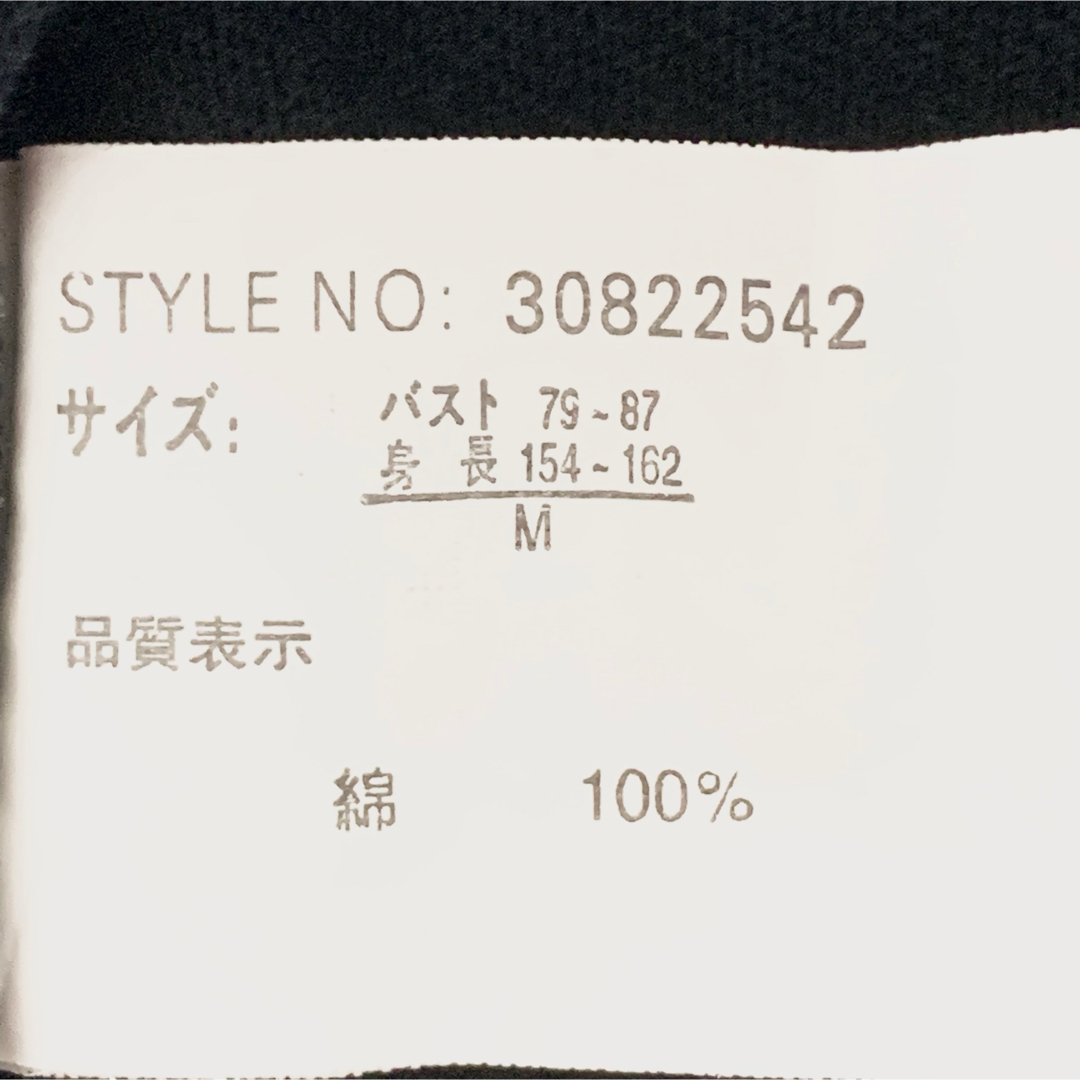 STYLE NO: 30822542
サイズ: バスト 79~87
身 長 154~162
M
品質表示
綿 100%